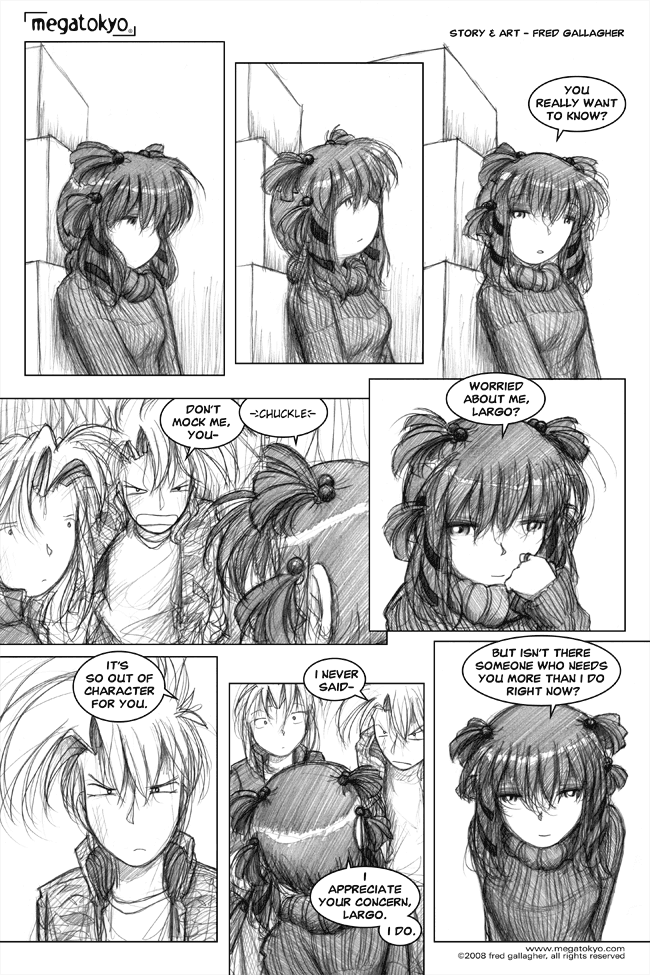 megatokyo®
STORY & ART - FRED GALLAGHER
YOU
REALLY WANT
TO KNOW?
DON'T
MOCK ME,
YOU-
-:CHUCKLE:-
WORRIED
ABOUT ME,
LARGO?
IT'S
SO OUT OF
CHARACTER
FOR YOU.
I NEVER
SAID-
I
APPRECIATE
YOUR CONCERN,
LARGO.
I DO.
BUT ISN'T THERE
SOMEONE WHO NEEDS
YOU MORE THAN I DO
RIGHT NOW?
www.megatokyo.com
©2008 fred gallagher, all rights reserved